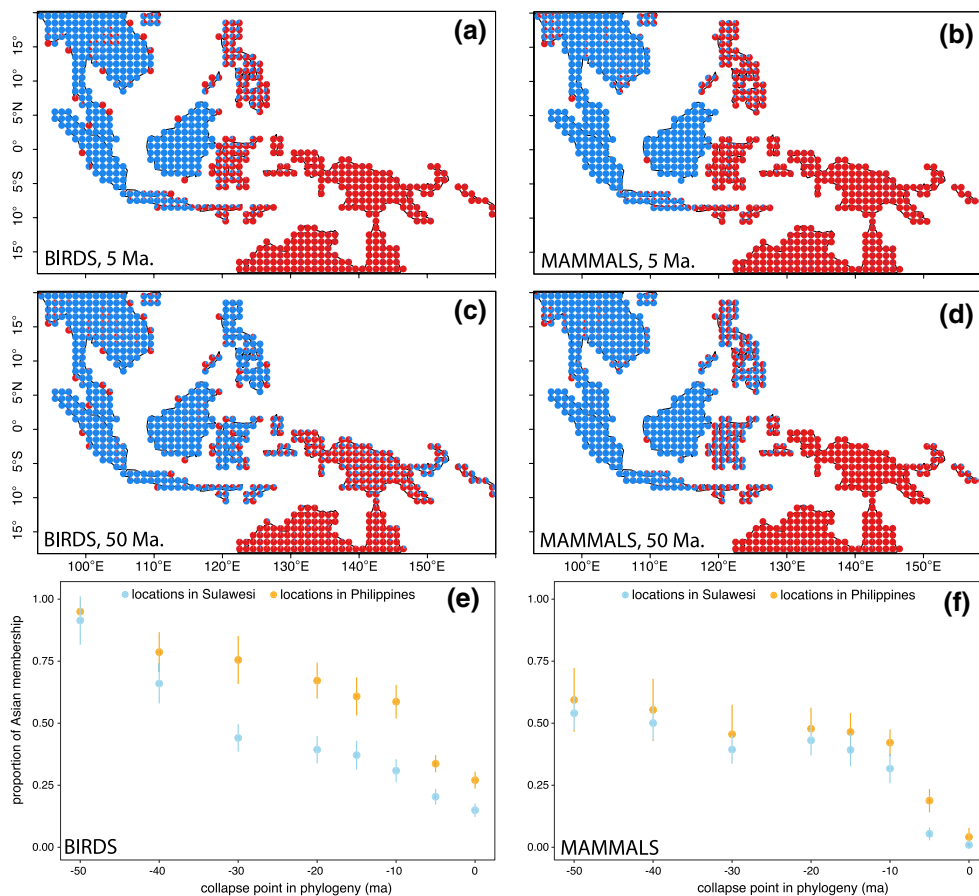 (a)
(b)
15°
10°
5°N
0°
5°S
10°
15°
BIRDS, 5 Ma.
MAMMALS, 5 Ma.
(c)
(d)
15°
10°
5°N
0°
5°S
10°
15°
BIRDS, 50 Ma.
MAMMALS, 50 Ma.
100° 110° 120° 130° 140° 150°
100° 110° 120° 130° 140° 150°
(e)
locations in Sulawesi locations in Philippines
1.00
0.75
0.50
0.25
0.00
proportion of Asian membership
BIRDS
-50 -40 -30 -20 -10 0
collapse point in phylogeny (ma)
(f)
locations in Sulawesi locations in Philippines
1.00
0.75
0.50
0.25
0.00
MAMMALS
-50 -40 -30 -20 -10 0
collapse point in phylogeny (ma)